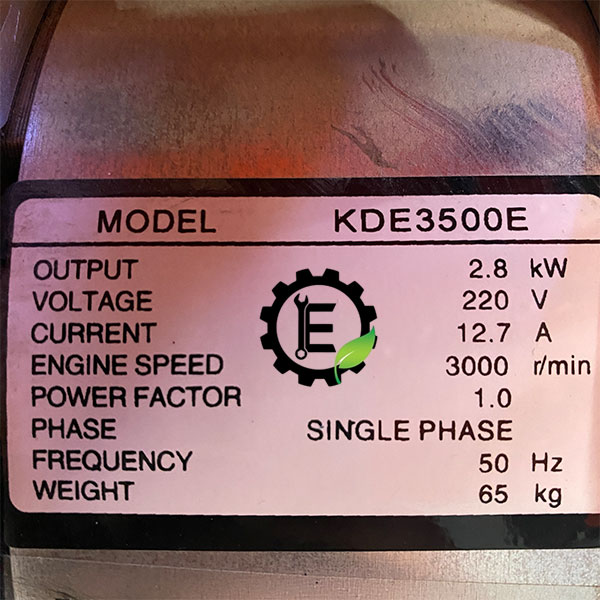 MODEL KDE3500E
OUTPUT 2.8 kW
VOLTAGE 220 V
CURRENT 12.7 A
ENGINE SPEED 3000 r/min
POWER FACTOR 1.0
PHASE SINGLE PHASE
FREQUENCY 50 Hz
WEIGHT 65 kg
E